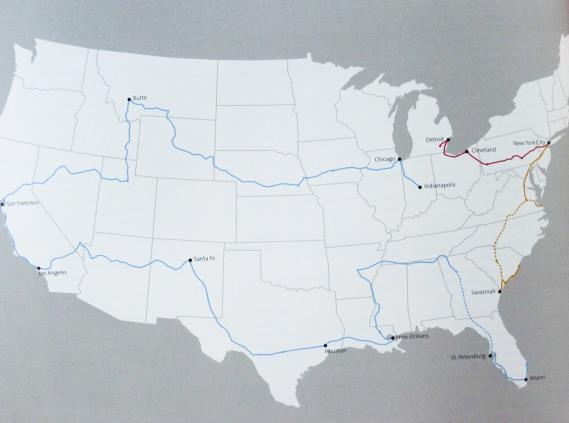 Butte
Detroit
Cleveland
New York City
Chicago
Indianapolis
San Francisco
Santa Fe
Los Angeles
Savannah
New Orleans
Houston
St. Petersburg
Miami